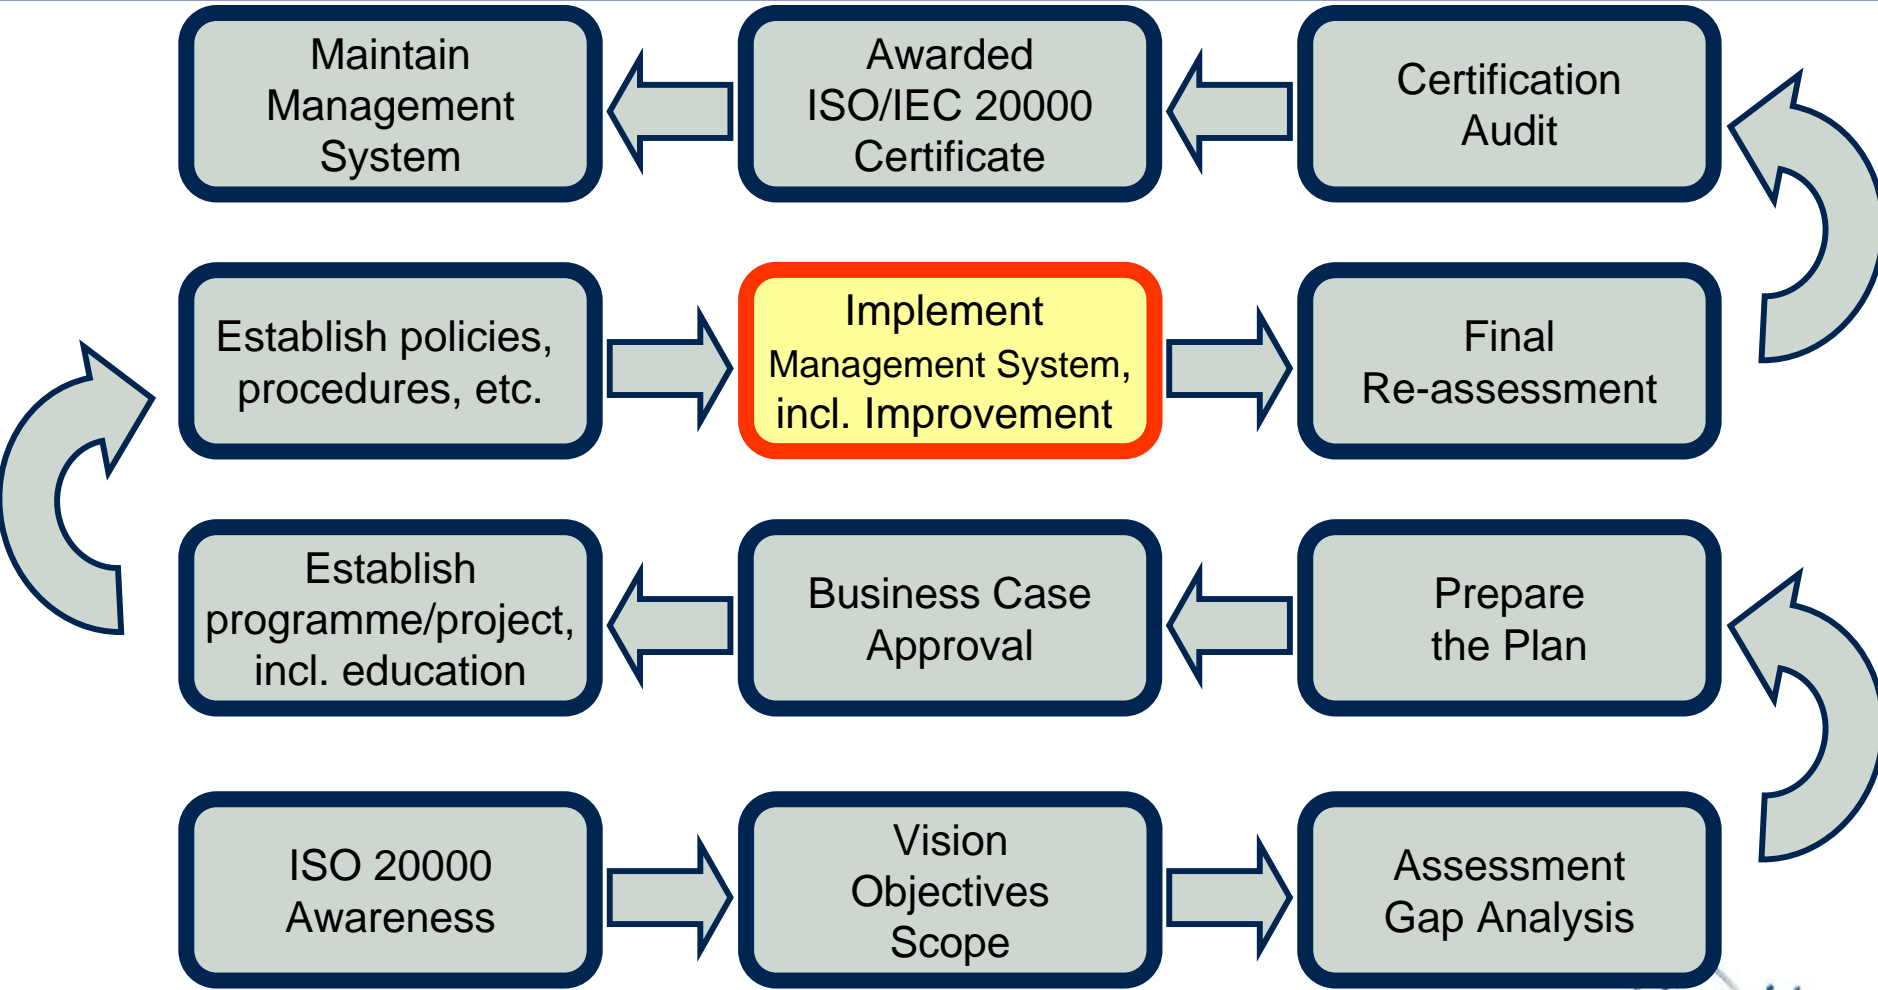 Maintain
Management
System
Awarded
ISO/IEC 20000
Certificate
Certification
Audit
Establish policies,
procedures, etc.
Implement
Management System,
incl. Improvement
Final
Re-assessment
Establish
programme/project,
incl. education
Business Case
Approval
Prepare
the Plan
ISO 20000
Awareness
Vision
Objectives
Scope
Assessment
Gap Analysis